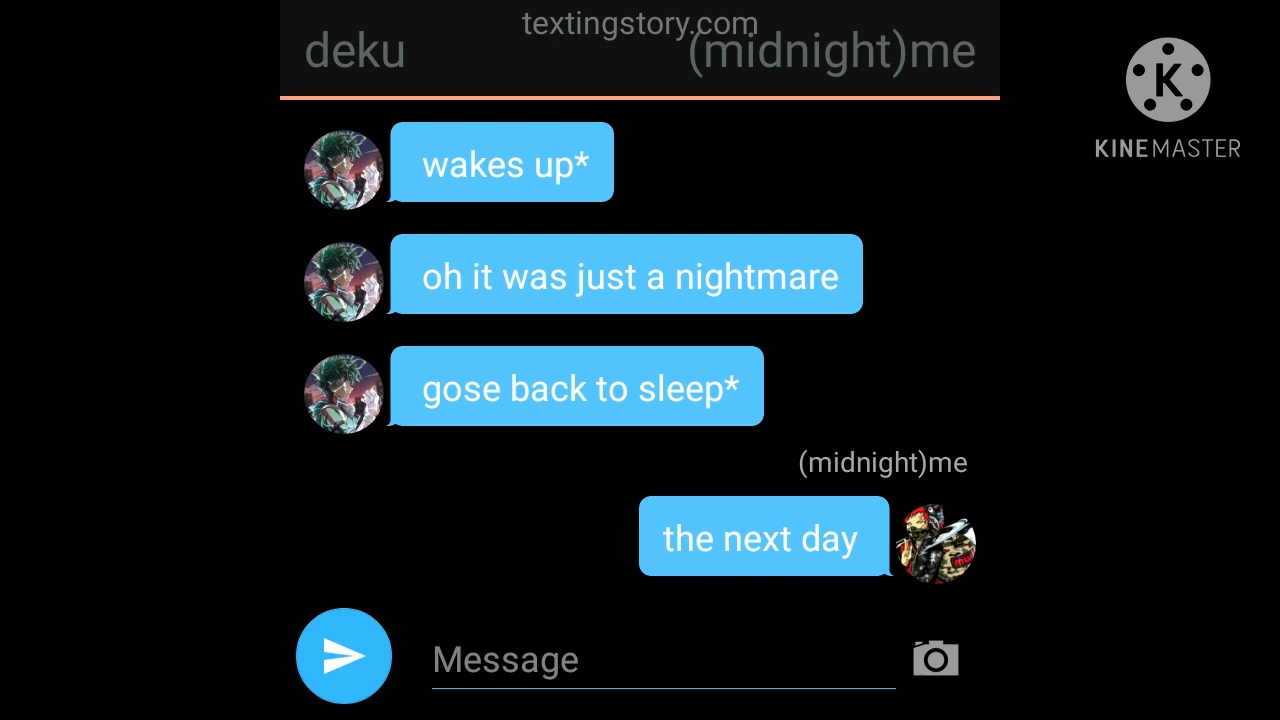 textingstory.com
deku
(midnight)me
K
KINEMASTER
wakes up*
oh it was just a nightmare
gose back to sleep*
(midnight)me
the next day
Message